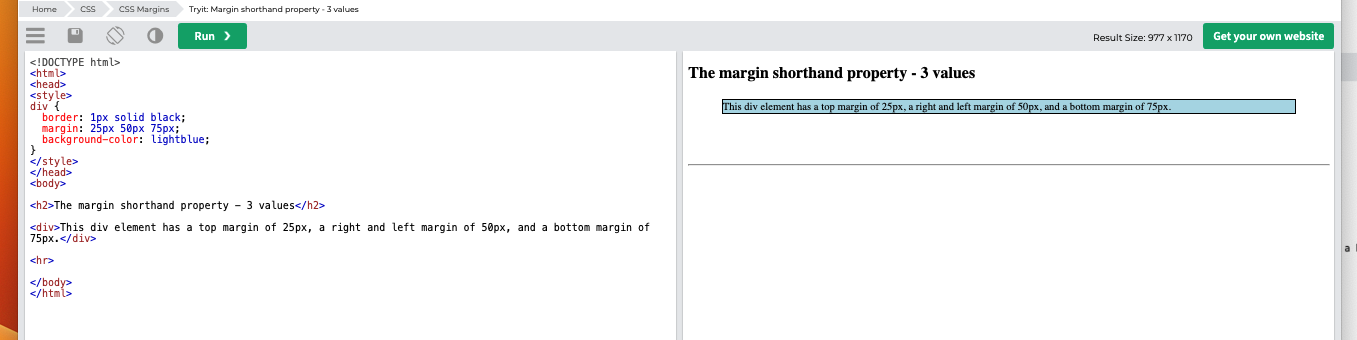 Home CSS CSS Margins Tryit: Margin shorthand property - 3 values
Run ❯ Result Size: 977 x 1170 Get your own website
<!DOCTYPE html>
<html>
<head>
<style>
div {
  border: 1px solid black;
  margin: 25px 50px 75px;
  background-color: lightblue;
}
</style>
</head>
<body>
<h2>The margin shorthand property – 3 values</h2>
<div>This div element has a top margin of 25px, a right and left margin of 50px, and a bottom margin of
75px.</div>
<hr>
</body>
</html>
The margin shorthand property - 3 values
This div element has a top margin of 25px, a right and left margin of 50px, and a bottom margin of 75px.
a